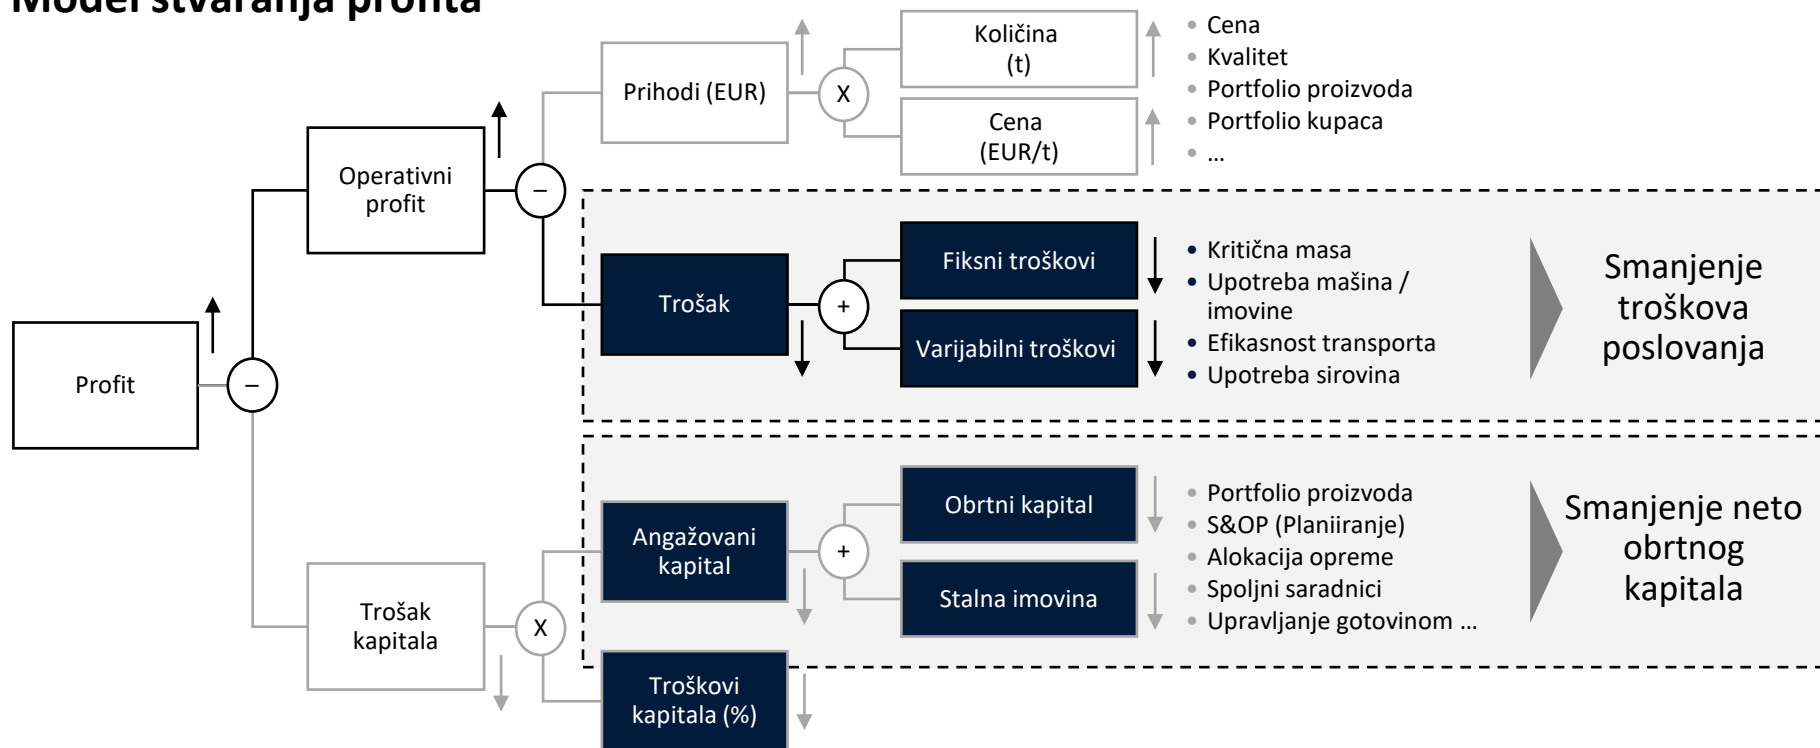 Model stvaranja profita
Prihodi (EUR)
X
Količina
(t)
Cena
(EUR/t)
• Cena
• Kvalitet
• Portfolio proizvoda
• Portfolio kupaca
• ...
Operativni
profit
–
Trošak
+
Fiksni troškovi
Varijabilni troškovi
• Kritična masa
• Upotreba mašina /
imovine
• Efikasnost transporta
• Upotreba sirovina
Smanjenje
troškova
poslovanja
Profit
–
Trošak
kapitala
X
Angažovani
kapital
+
Obrtni kapital
Stalna imovina
• Portfolio proizvoda
• S&OP (Planiiranje)
• Alokacija opreme
• Spoljni saradnici
• Upravljanje gotovinom ...
Smanjenje neto
obrtnog
kapitala
Troškovi
kapitala (%)